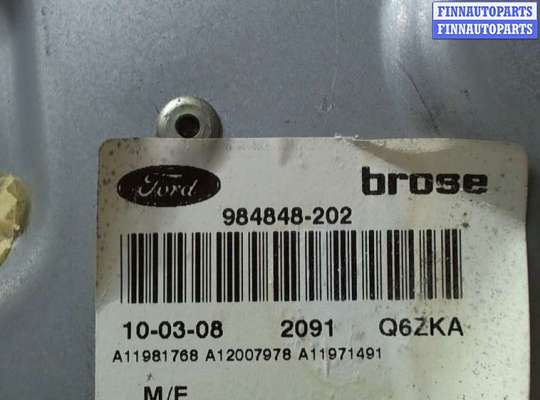 FINNAUTOPARTS
FINNAUTOPARTS
Ford brose
984848-202
10-03-08 2091 Q6ZKA
A11981768 A12007978 A11971491